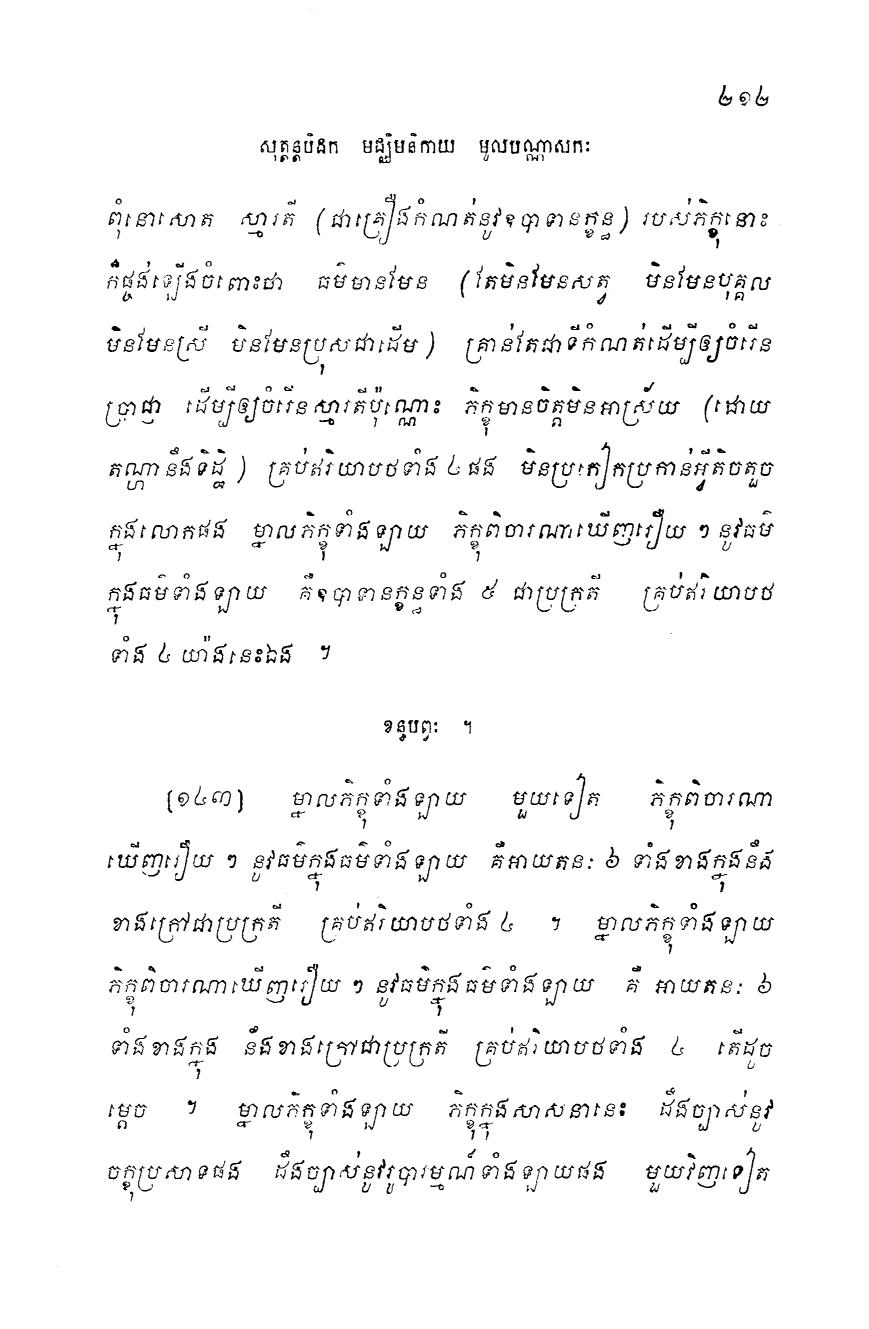 ២១២
សុត្តន្តបិដក មជ្ឈិមនិកាយ មូលបណ្ណាសកៈ
ពុំនោះសោត ស្មារតី (ជាគ្រឿងកំណត់នូវឧបាទានក្ខន្ធ) របស់ភិក្ខុនោះ
ក៏ផ្ចង់ឡើងចំពោះថា ធម៌មានមែន (តែមិនមែនសត្វ មិនមែនបុគ្គល
មិនមែនស្រី មិនមែនប្រុសជាដើម) គ្រាន់តែជាទីកំណត់ដើម្បីឲ្យចំរើន
ប្រាជ្ញា ដើម្បីឲ្យចំរើនស្មារតីប៉ុណ្ណោះ ភិក្ខុមានចិត្តមិនអាស្រ័យ (ដោយ
តណ្ហានឹងទិដ្ឋិ) គ្រប់ឥរិយាបថទាំង ៤ ផង មិនប្រកៀកប្រកាន់អ្វីតិចតួច
ក្នុងលោកផង ម្នាលភិក្ខុទាំងឡាយ ភិក្ខុពិចារណាឃើញរឿយ ៗ នូវធម៌
ក្នុងធម៌ទាំងឡាយ គឺឧបាទានក្ខន្ធទាំង ៥ ជាប្រក្រតី គ្រប់ឥរិយាបថ
ទាំង ៤ យ៉ាងនេះឯង ។
ខន្ធបព្វៈ ។
[១៤៣] ម្នាលភិក្ខុទាំងឡាយ មួយទៀត ភិក្ខុពិចារណា
ឃើញរឿយ ៗ នូវធម៌ក្នុងធម៌ទាំងឡាយ គឺអាយតនៈ ៦ ទាំងខាងក្នុងនឹង
ខាងក្រៅជាប្រក្រតី គ្រប់ឥរិយាបថទាំង ៤ ។ ម្នាលភិក្ខុទាំងឡាយ
ភិក្ខុពិចារណាឃើញរឿយ ៗ នូវធម៌ក្នុងធម៌ទាំងឡាយ គឺ អាយតនៈ ៦
ទាំងខាងក្នុង នឹងខាងក្រៅជាប្រក្រតី គ្រប់ឥរិយាបថទាំង ៤ តើដូច
ម្តេច ។ ម្នាលភិក្ខុទាំងឡាយ ភិក្ខុក្នុងសាសនានេះ ដឹងច្បាស់នូវ
ចក្ខុប្រសាទផង ដឹងច្បាស់នូវរូបារម្មណ៍ទាំងឡាយផង មួយវិញទៀត